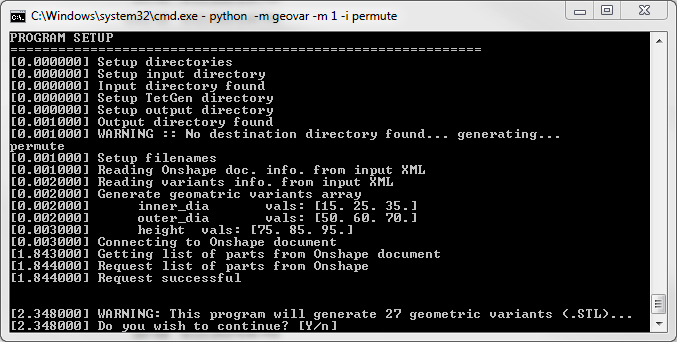 C:\Windows\system32\cmd.exe - python  -m geovar -m 1 -i permute
PROGRAM SETUP
============================================================
[0.000000] Setup directories
[0.000000] Setup input directory
[0.000000] Input directory found
[0.000000] Setup TetGen directory
[0.000000] Setup output directory
[0.001000] Output directory found
[0.001000] WARNING :: No destination directory found... generating...
permute
[0.001000] Setup filenames
[0.001000] Reading Onshape doc. info. from input XML
[0.002000] Reading variants info. from input XML
[0.002000] Generate geomatric variants array
[0.002000]      inner_dia       vals: [15. 25. 35.]
[0.002000]      outer_dia       vals: [50. 60. 70.]
[0.003000]      height  vals: [75. 85. 95.]
[0.003000] Connecting to Onshape document
[1.843000] Getting list of parts from Onshape document
[1.844000] Request list of parts from Onshape
[1.844000] Request successful
[2.348000] WARNING: This program will generate 27 geometric variants (.STL)...
[2.348000] Do you wish to continue? [Y/n]